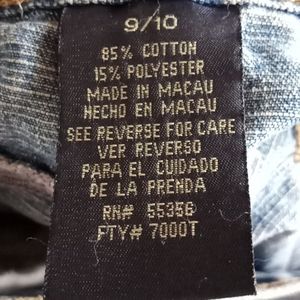 9/10
85% COTTON
15% POLYESTER
MADE IN MACAU
HECHO EN MACAU
SEE REVERSE FOR CARE
VER REVERSO
PARA EL CUIDADO
DE LA PRENDA
RN# 55356
FTY# 7000T